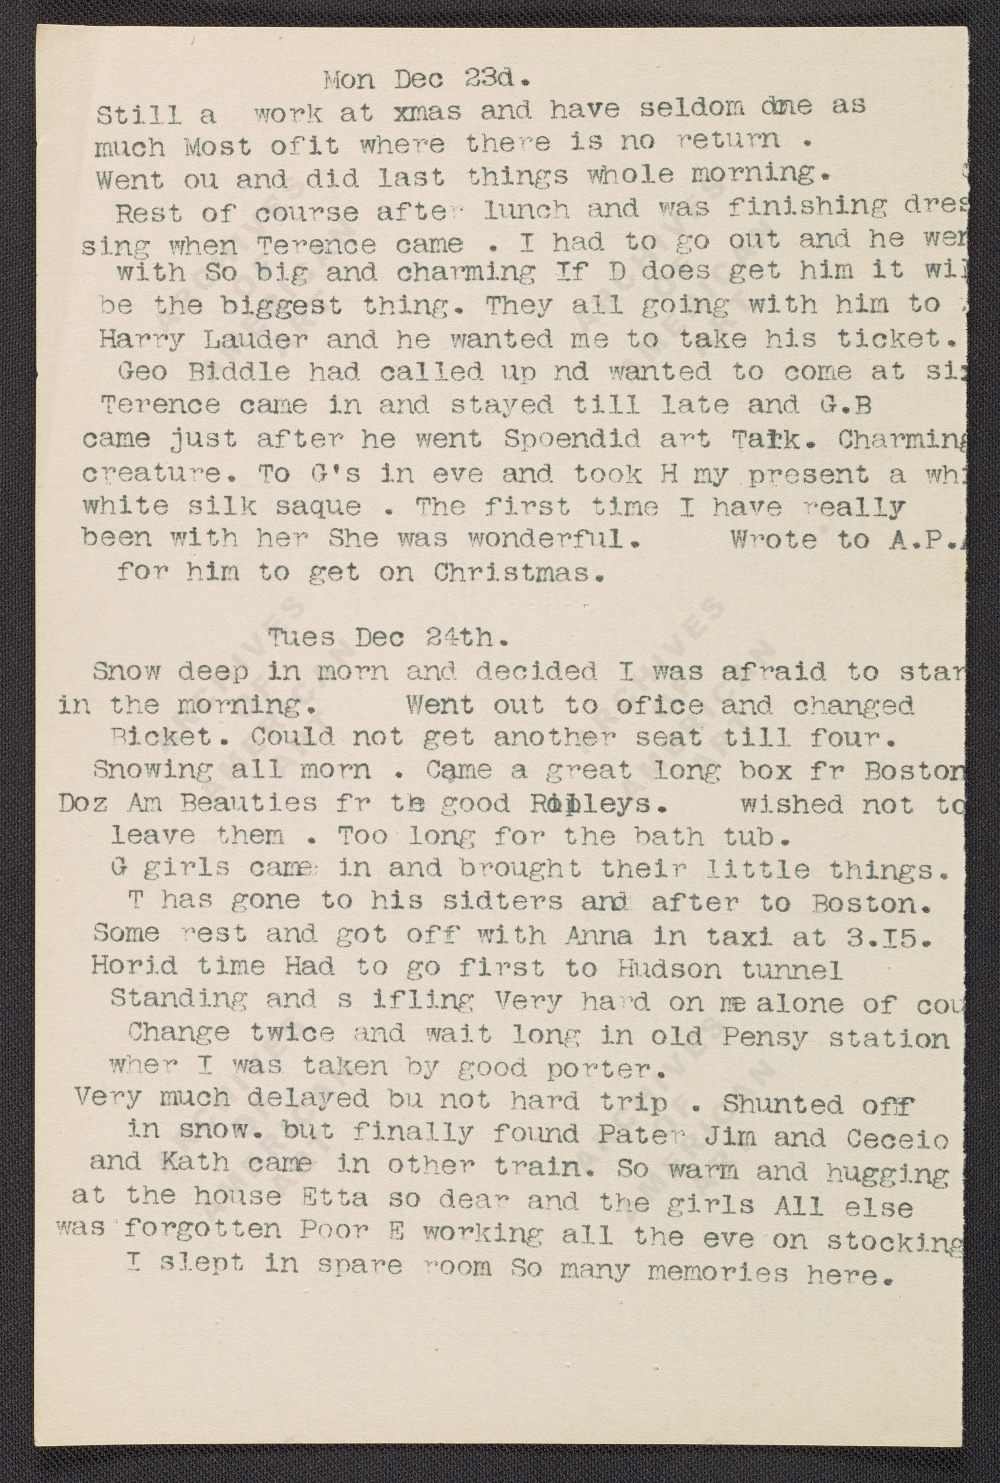 Mon Dec 23d.
Still a work at xmas and have seldom dne as
much Most ofit where there is no return .
Went ou and did last things whole morning.
Rest of course after lunch and was finishing dres
sing when Terence came . I had to go out and he wen
with So big and charming If D does get him it wil
be the biggest thing. They all going with him to
Harry Lauder and he wanted me to take his ticket.
Geo Biddle had called up nd wanted to come at six
Terence came in and stayed till late and G.B
came just after he went Spoendid art Talk. Charming
creature. To G's in eve and took H my present a whi
white silk saque . The first time I have really
been with her She was wonderful. Wrote to A.P.A
for him to get on Christmas.
Tues Dec 24th.
Snow deep in morn and decided I was afraid to star
in the morning. Went out to ofice and changed
Bicket. Could not get another seat till four.
Snowing all morn . Came a great long box fr Boston
Doz Am Beauties fr the good Ripleys. wished not to
leave them . Too long for the bath tub.
G girls came in and brought their little things.
T has gone to his sidters and after to Boston.
Some rest and got off with Anna in taxi at 3.I5.
Horid time Had to go first to Hudson tunnel
Standing and s ifling Very hard on me alone of cou
Change twice and wait long in old Pensy station
wher I was taken by good porter.
Very much delayed bu not hard trip . Shunted off
in snow. but finally found Pater Jim and Ceceio
and Kath came in other train. So warm and hugging
at the house Etta so dear and the girls All else
was forgotten Poor E working all the eve on stocking
I slept in spare room So many memories here.
ARCHIVES
AMERICAN